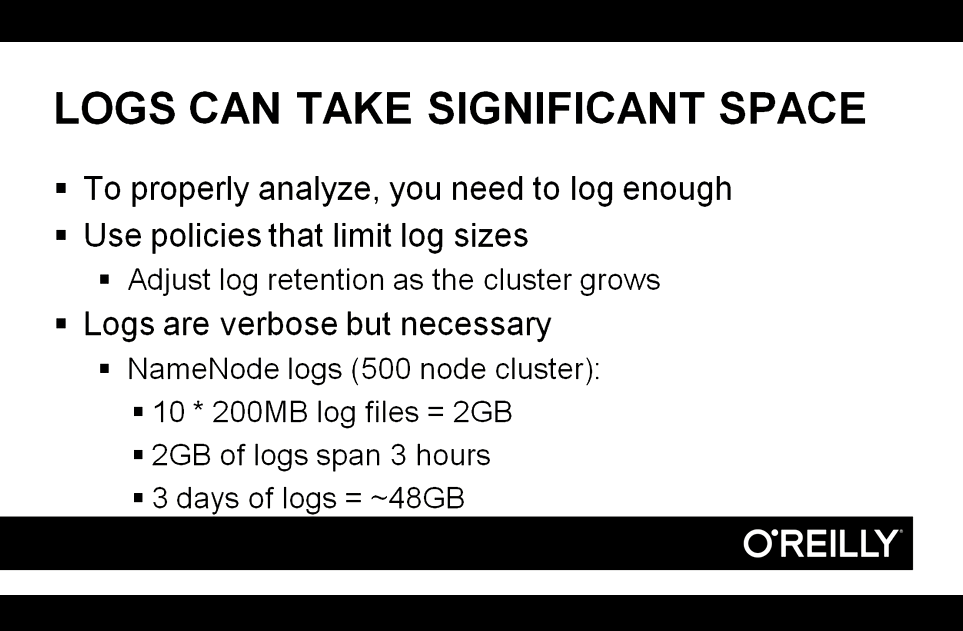 LOGS CAN TAKE SIGNIFICANT SPACE
▪ To properly analyze, you need to log enough
▪ Use policies that limit log sizes
▪ Adjust log retention as the cluster grows
▪ Logs are verbose but necessary
▪ NameNode logs (500 node cluster):
▪ 10 * 200MB log files = 2GB
▪ 2GB of logs span 3 hours
▪ 3 days of logs = ~48GB
O'REILLY®